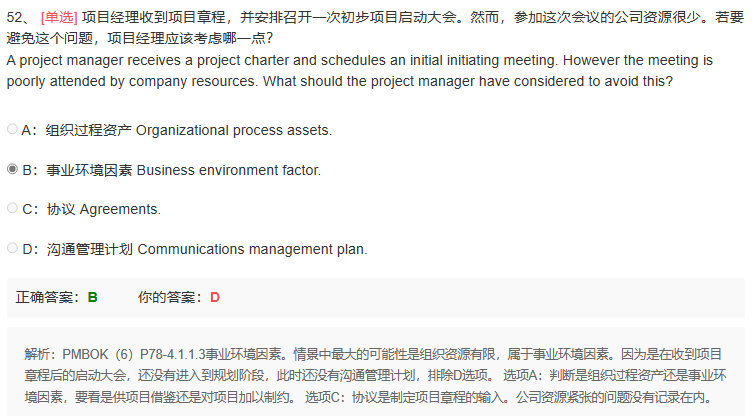 52、 [单选] 项目经理收到项目章程，并安排召开一次初步项目启动大会。然而，参加这次会议的公司资源很少。若要
避免这个问题，项目经理应该考虑哪一点？
A project manager receives a project charter and schedules an initial initiating meeting. However the meeting is
poorly attended by company resources. What should the project manager have considered to avoid this?
A：组织过程资产 Organizational process assets.
B：事业环境因素 Business environment factor.
C：协议 Agreements.
D：沟通管理计划 Communications management plan.
正确答案：B 你的答案：D
解析：PMBOK（6）P78-4.1.1.3事业环境因素。情景中最大的可能性是组织资源有限，属于事业环境因素。因为是在收到项目
章程后的启动大会，还没有进入到规划阶段，此时还没有沟通管理计划，排除D选项。 选项A：判断是组织过程资产还是事业环
境因素，要看是供项目借鉴还是对项目加以制约。 选项C：协议是制定项目章程的输入。公司资源紧张的问题没有记录在内。